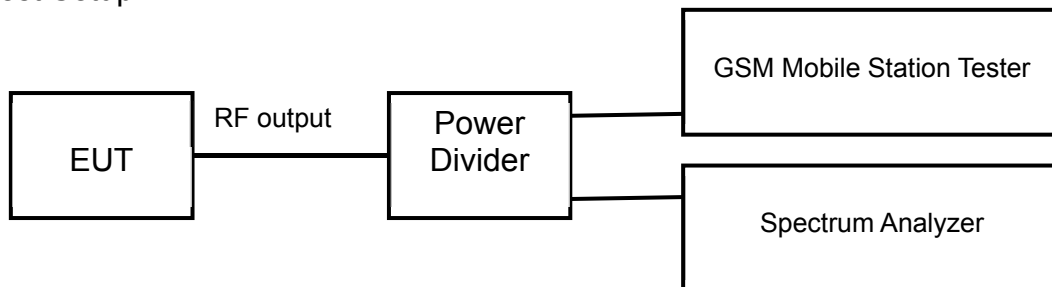 GSM Mobile Station Tester
RF output
EUT
Power
Divider
Spectrum Analyzer